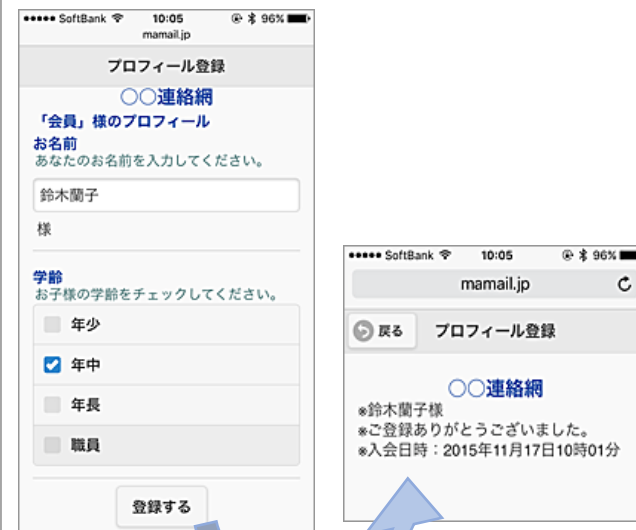 SoftBank 10:05 96%
mamail.jp
プロフィール登録
○○連絡網
「会員」様のプロフィール
お名前
あなたのお名前を入力してください。
鈴木蘭子
様
学齢
お子様の学齢をチェックしてください。
年少
年中
年長
職員
登録する
SoftBank 10:05 96%
mamail.jp
戻る プロフィール登録
○○連絡網
※鈴木蘭子様
※ご登録ありがとうございました。
※入会日時：2015年11月17日10時01分